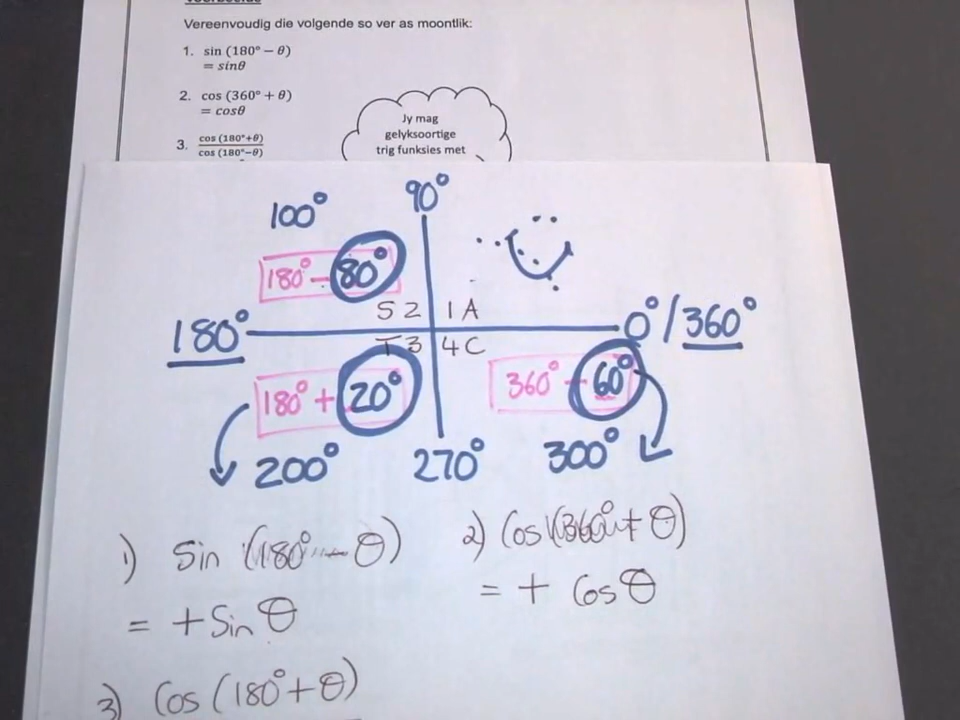 Voorbeelde
Vereenvoudig die volgende so ver as moontlik:
1. sin (180° − θ)
= sinθ
2. cos (360° + θ)
= cosθ
3. cos (180°+θ)
cos (180°−θ)
Jy mag
gelyksoortige
trig funksies met
100° 90°
180° − 80°
S 2 1 A
180° 0°/360°
T 3 4 C
180° + 20° 360° − 60°
200° 270° 300°
1) Sin (180° − θ) 2) Cos (360° + θ)
= + Sin θ = + Cos θ
3) Cos (180° + θ)